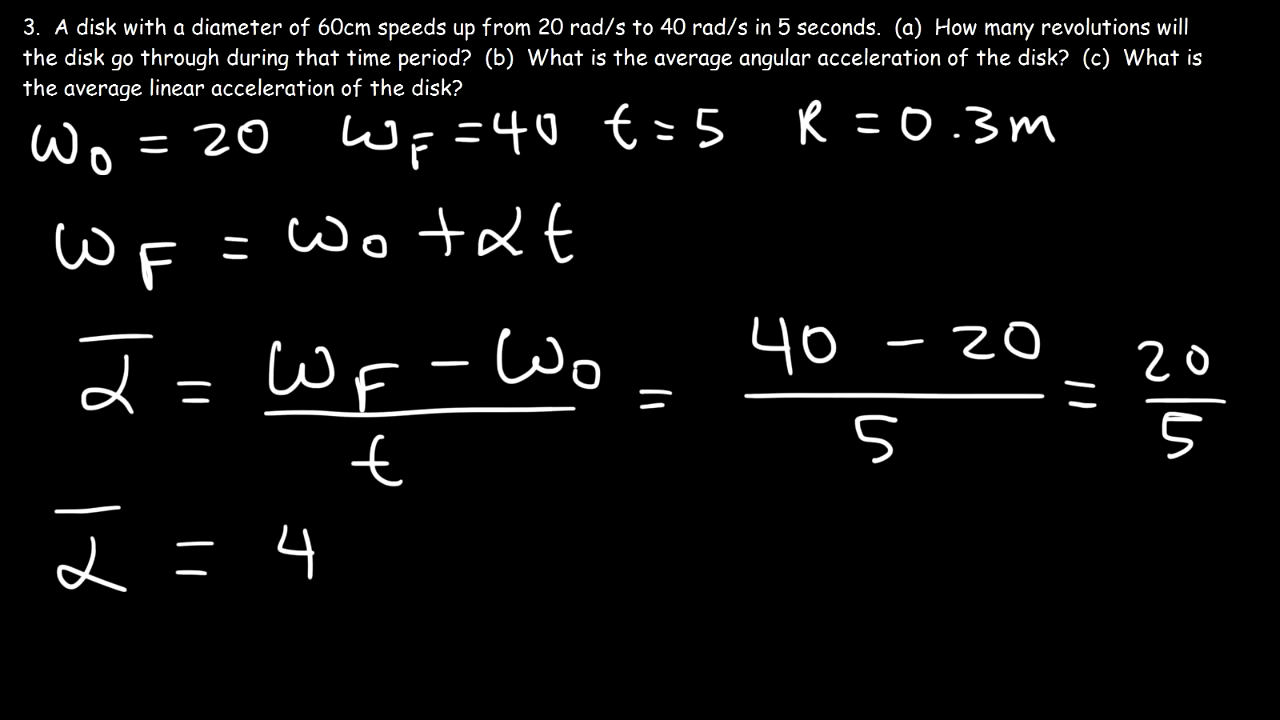 3. A disk with a diameter of 60cm speeds up from 20 rad/s to 40 rad/s in 5 seconds. (a) How many revolutions will
the disk go through during that time period? (b) What is the average angular acceleration of the disk? (c) What is
the average linear acceleration of the disk?
ω₀ = 20 ω_F = 40 t = 5 R = 0.3m
ω_F = ω₀ + αt
ᾱ = (ω_F - ω₀)/t = (40 - 20)/5 = 20/5
ᾱ = 4